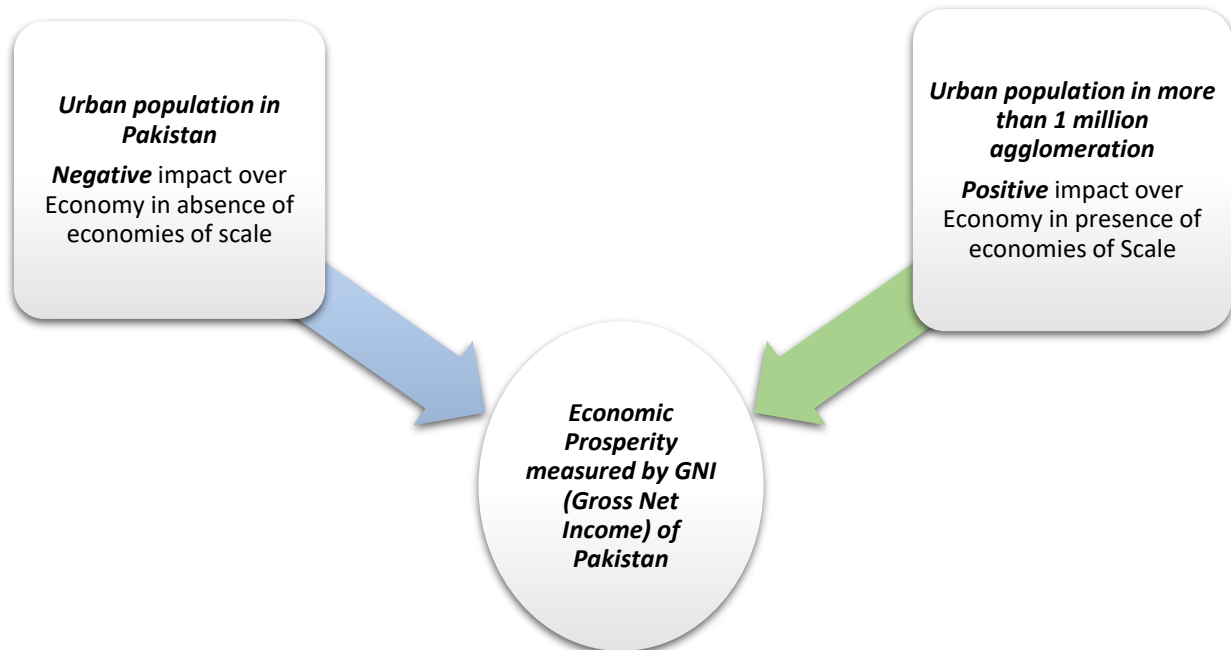 Urban population in
Pakistan
Negative impact over
Economy in absence of
economies of scale
Urban population in more
than 1 million
agglomeration
Positive impact over
Economy in presence of
economies of Scale
Economic
Prosperity
measured by GNI
(Gross Net
Income) of
Pakistan